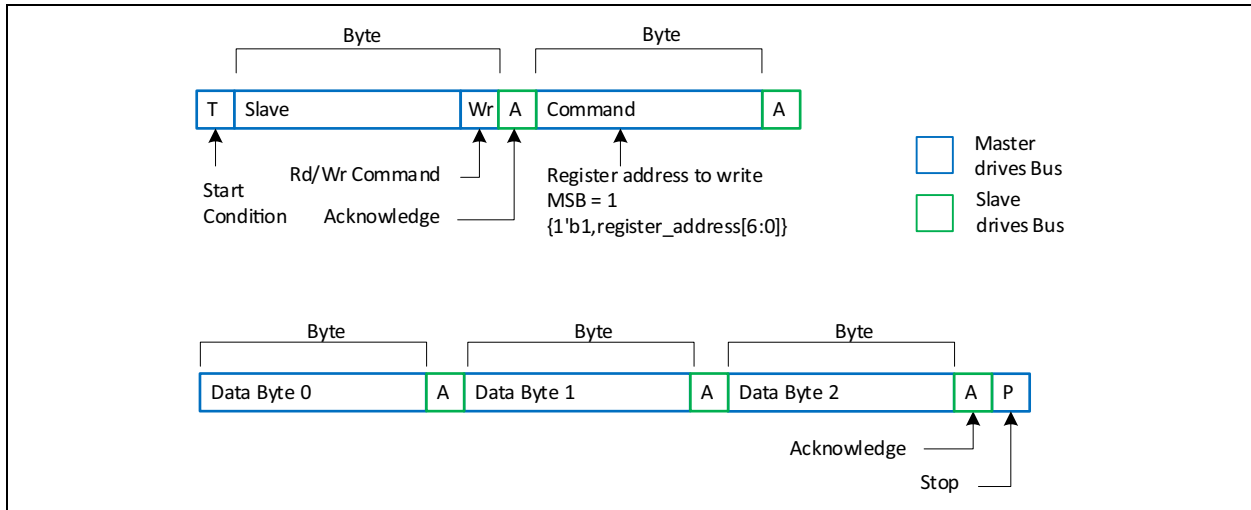 Byte
Byte
T
Slave
Wr
A
Command
A
Master
drives Bus
Rd/Wr Command
Register address to write
Start
Condition
Acknowledge
MSB = 1
{1'b1,register_address[6:0]}
Slave
drives Bus
Byte
Byte
Byte
Data Byte 0
A
Data Byte 1
A
Data Byte 2
A
P
Acknowledge
Stop